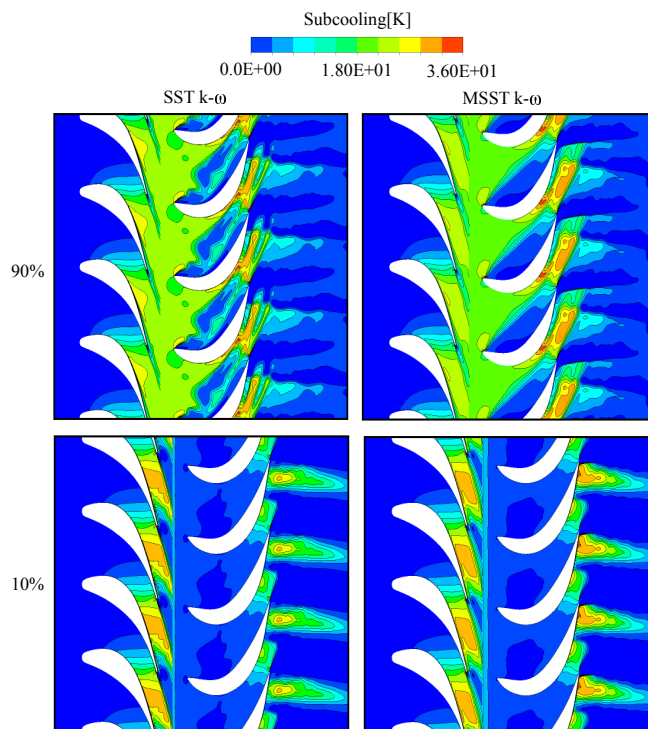 Subcooling[K]
0.0E+00 1.80E+01 3.60E+01
SST k-ω MSST k-ω
90%
10%